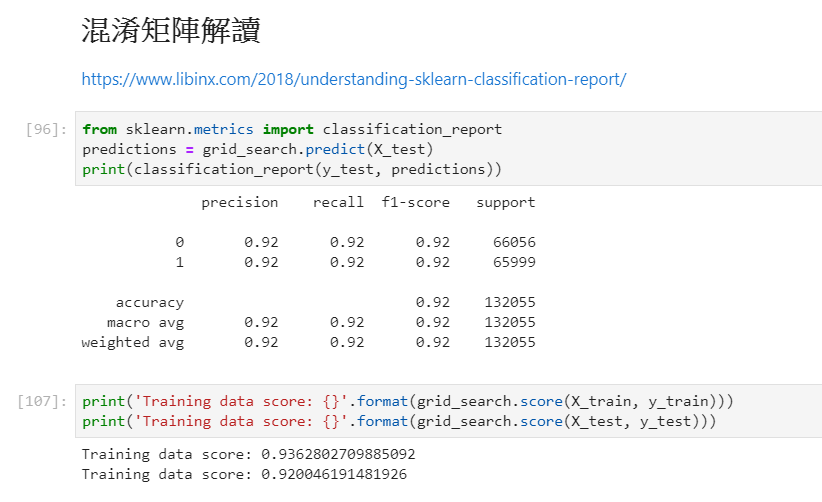 混淆矩陣解讀
https://www.libinx.com/2018/understanding-sklearn-classification-report/
[96]: from sklearn.metrics import classification_report
predictions = grid_search.predict(X_test)
print(classification_report(y_test, predictions))
precision recall f1-score support
0 0.92 0.92 0.92 66056
1 0.92 0.92 0.92 65999
accuracy 0.92 132055
macro avg 0.92 0.92 0.92 132055
weighted avg 0.92 0.92 0.92 132055
[107]: print('Training data score: {}'.format(grid_search.score(X_train, y_train)))
print('Training data score: {}'.format(grid_search.score(X_test, y_test)))
Training data score: 0.9362802709885092
Training data score: 0.920046191481926